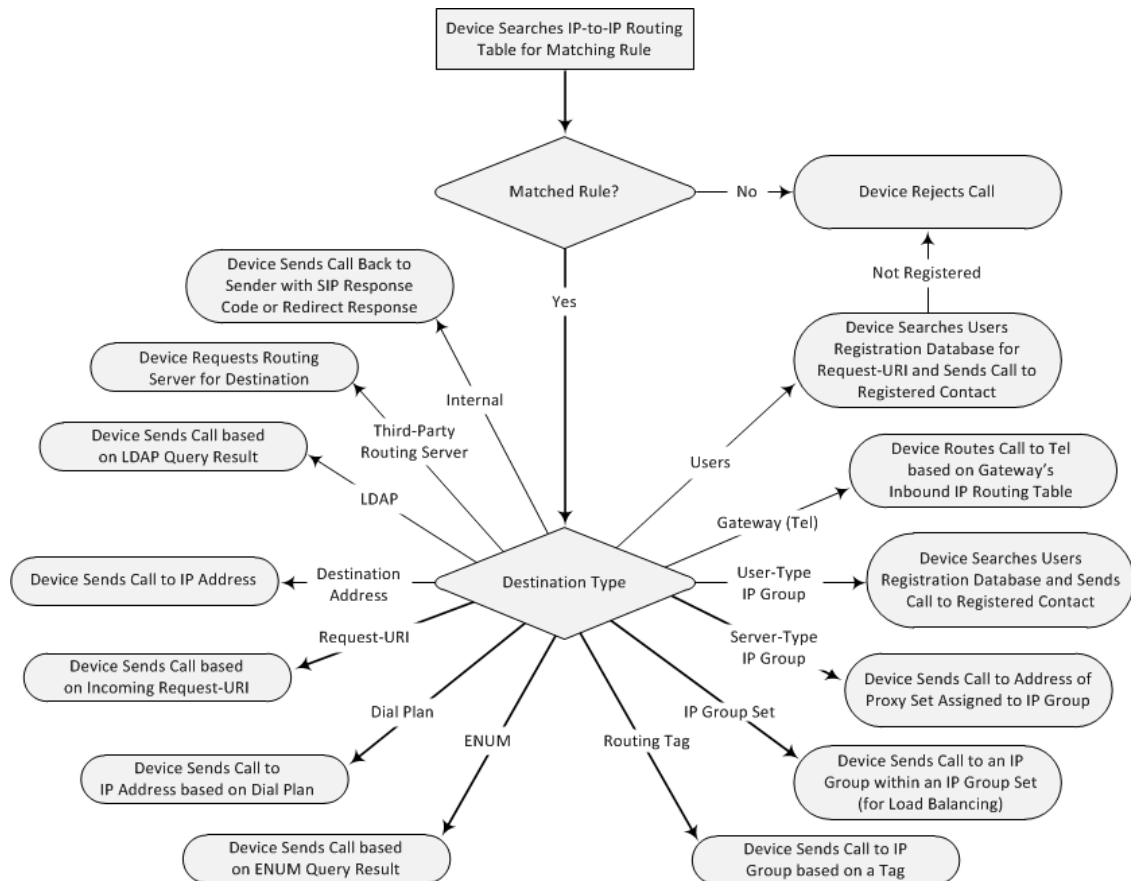 Device Searches IP-to-IP Routing
Table for Matching Rule
Matched Rule?
No
Device Rejects Call
Not Registered
Yes
Device Sends Call Back to
Sender with SIP Response
Code or Redirect Response
Device Searches Users
Registration Database for
Request-URI and Sends Call to
Registered Contact
Device Requests Routing
Server for Destination
Internal
Third-Party
Routing Server
Device Sends Call based
on LDAP Query Result
LDAP
Users
Device Routes Call to Tel
based on Gateway's
Inbound IP Routing Table
Gateway (Tel)
Device Sends Call to IP Address
Destination
Address
Destination Type
User-Type
IP Group
Device Searches Users
Registration Database and Sends
Call to Registered Contact
Request-URI
Device Sends Call based
on Incoming Request-URI
Server-Type
IP Group
Device Sends Call to Address of
Proxy Set Assigned to IP Group
Dial Plan
ENUM
Routing Tag
IP Group Set
Device Sends Call to
IP Address based on Dial Plan
Device Sends Call to an IP
Group within an IP Group Set
(for Load Balancing)
Device Sends Call based
on ENUM Query Result
Device Sends Call to IP
Group based on a Tag